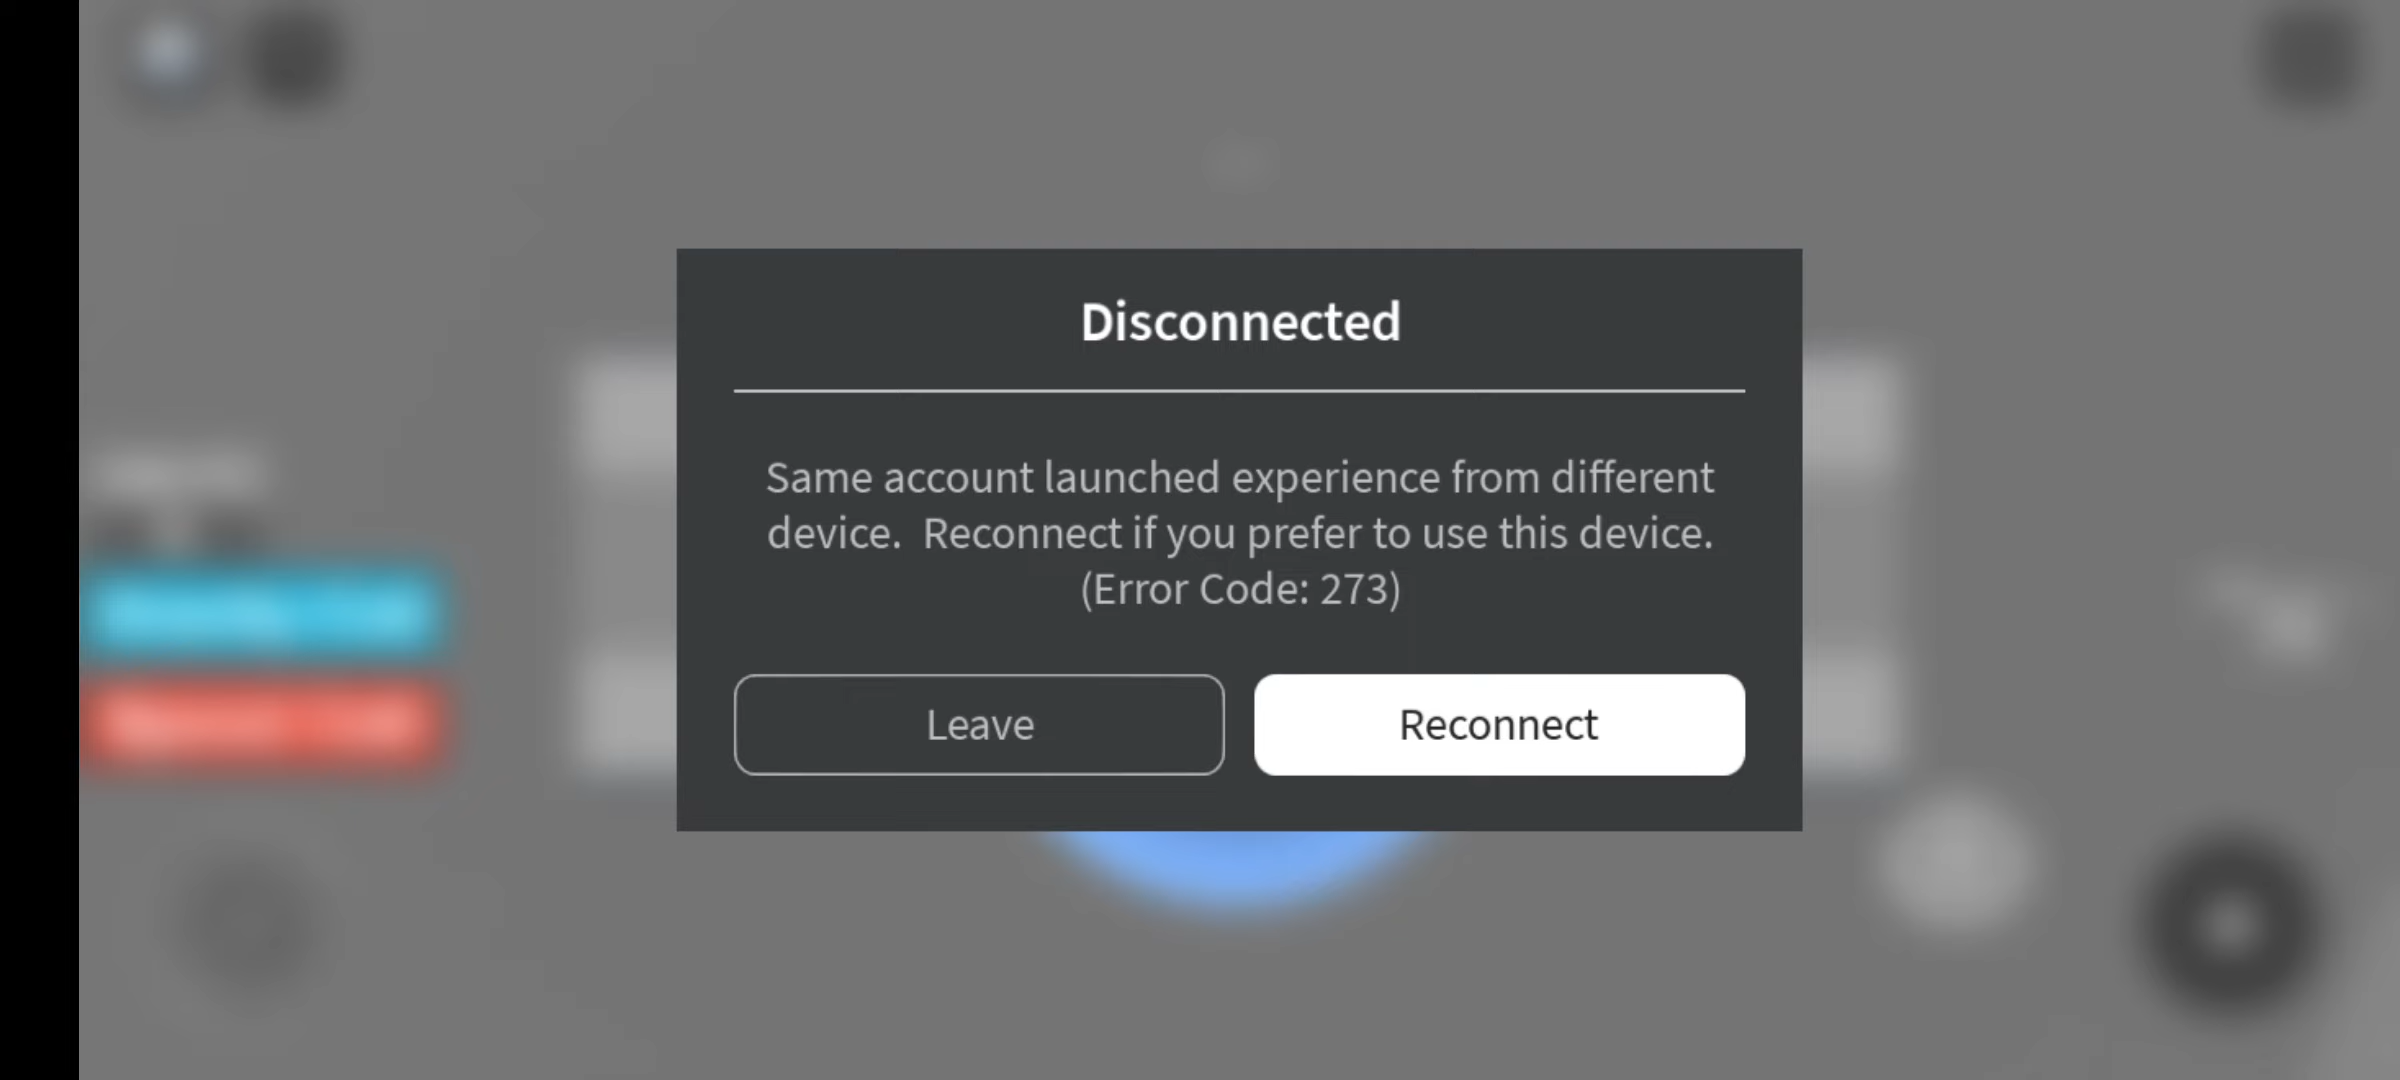 Disconnected
Same account launched experience from different
device.  Reconnect if you prefer to use this device.
(Error Code: 273)
Leave
Reconnect